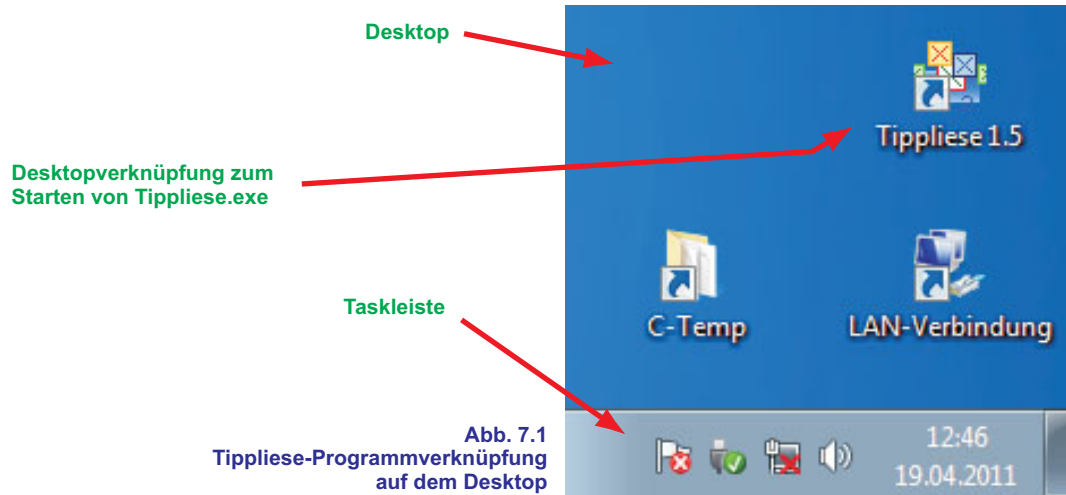 Desktop
Tippliese 1.5
Desktopverknüpfung zum
Starten von Tippliese.exe
Taskleiste
C-Temp
LAN-Verbindung
Abb. 7.1
Tippliese-Programmverknüpfung
auf dem Desktop
12:46
19.04.2011